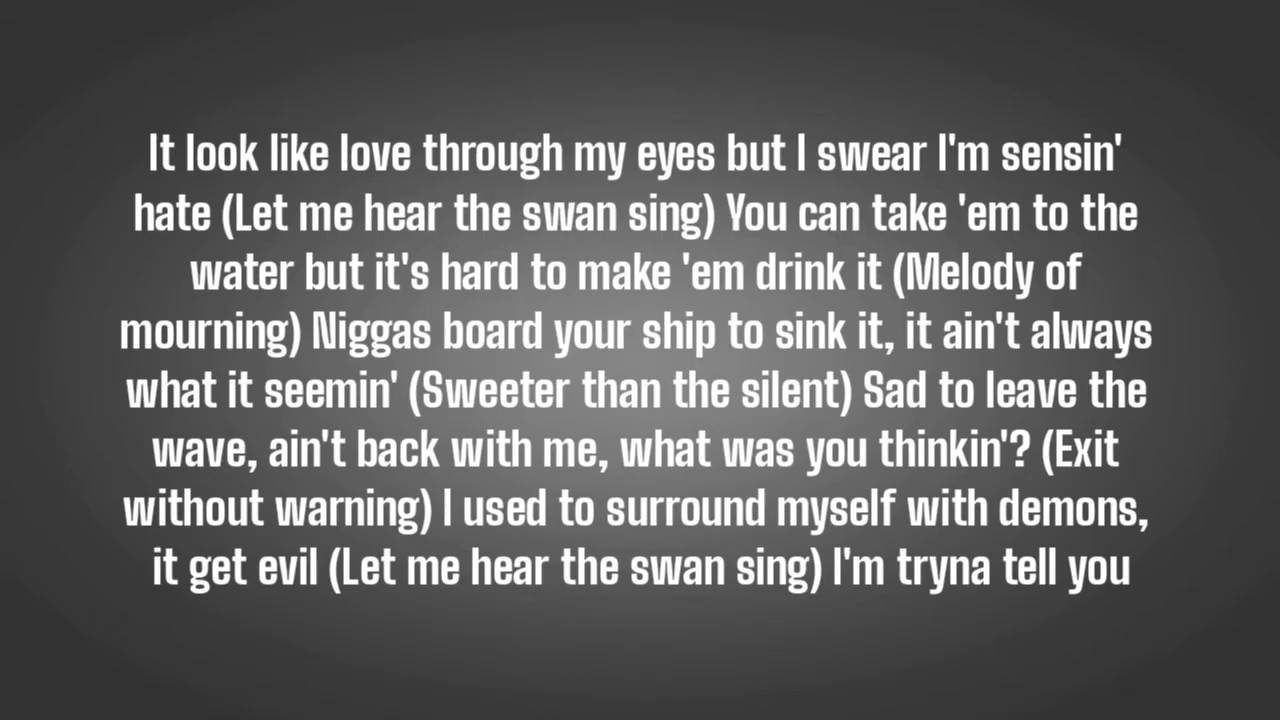 It look like love through my eyes but I swear I'm sensin'
hate (Let me hear the swan sing) You can take 'em to the
water but it's hard to make 'em drink it (Melody of
mourning) Niggas board your ship to sink it, it ain't always
what it seemin' (Sweeter than the silent) Sad to leave the
wave, ain't back with me, what was you thinkin'? (Exit
without warning) I used to surround myself with demons,
it get evil (Let me hear the swan sing) I'm tryna tell you